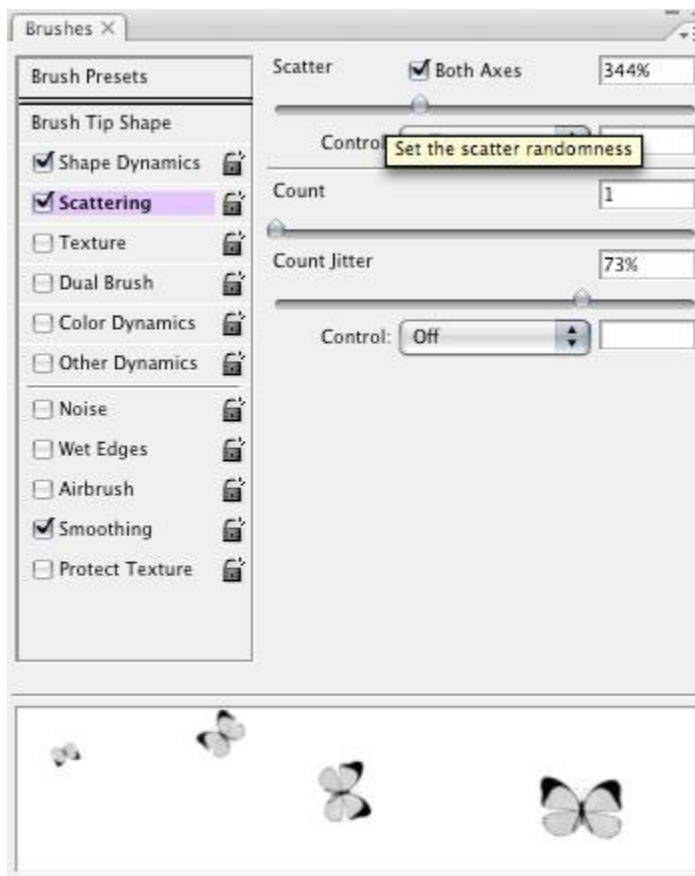 Brushes
Brush Presets
Brush Tip Shape
Shape Dynamics
Scattering
Texture
Dual Brush
Color Dynamics
Other Dynamics
Noise
Wet Edges
Airbrush
Smoothing
Protect Texture
Scatter Both Axes 344%
Control
Set the scatter randomness
Count 1
Count Jitter 73%
Control: Off